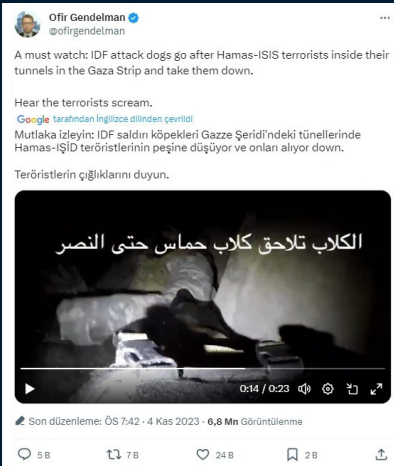 Ofir Gendelman
@ofirgendelman
A must watch: IDF attack dogs go after Hamas-ISIS terrorists inside their
tunnels in the Gaza Strip and take them down.
Hear the terrorists scream.
Google tarafından İngilizce dilinden çevrildi
Mutlaka izleyin: IDF saldırı köpekleri Gazze Şeridi'ndeki tünellerinde
Hamas-IŞİD teröristlerinin peşine düşüyor ve onları alıyor down.
Teröristlerin çığlıklarını duyun.
الكلاب تلاحق كلاب حماس حتى النصر
0:14 / 0:23
Son düzenleme: ÖS 7:42 · 4 Kas 2023 · 6,8 Mn Görüntülenme
5 B 7 B 24 B 2 B